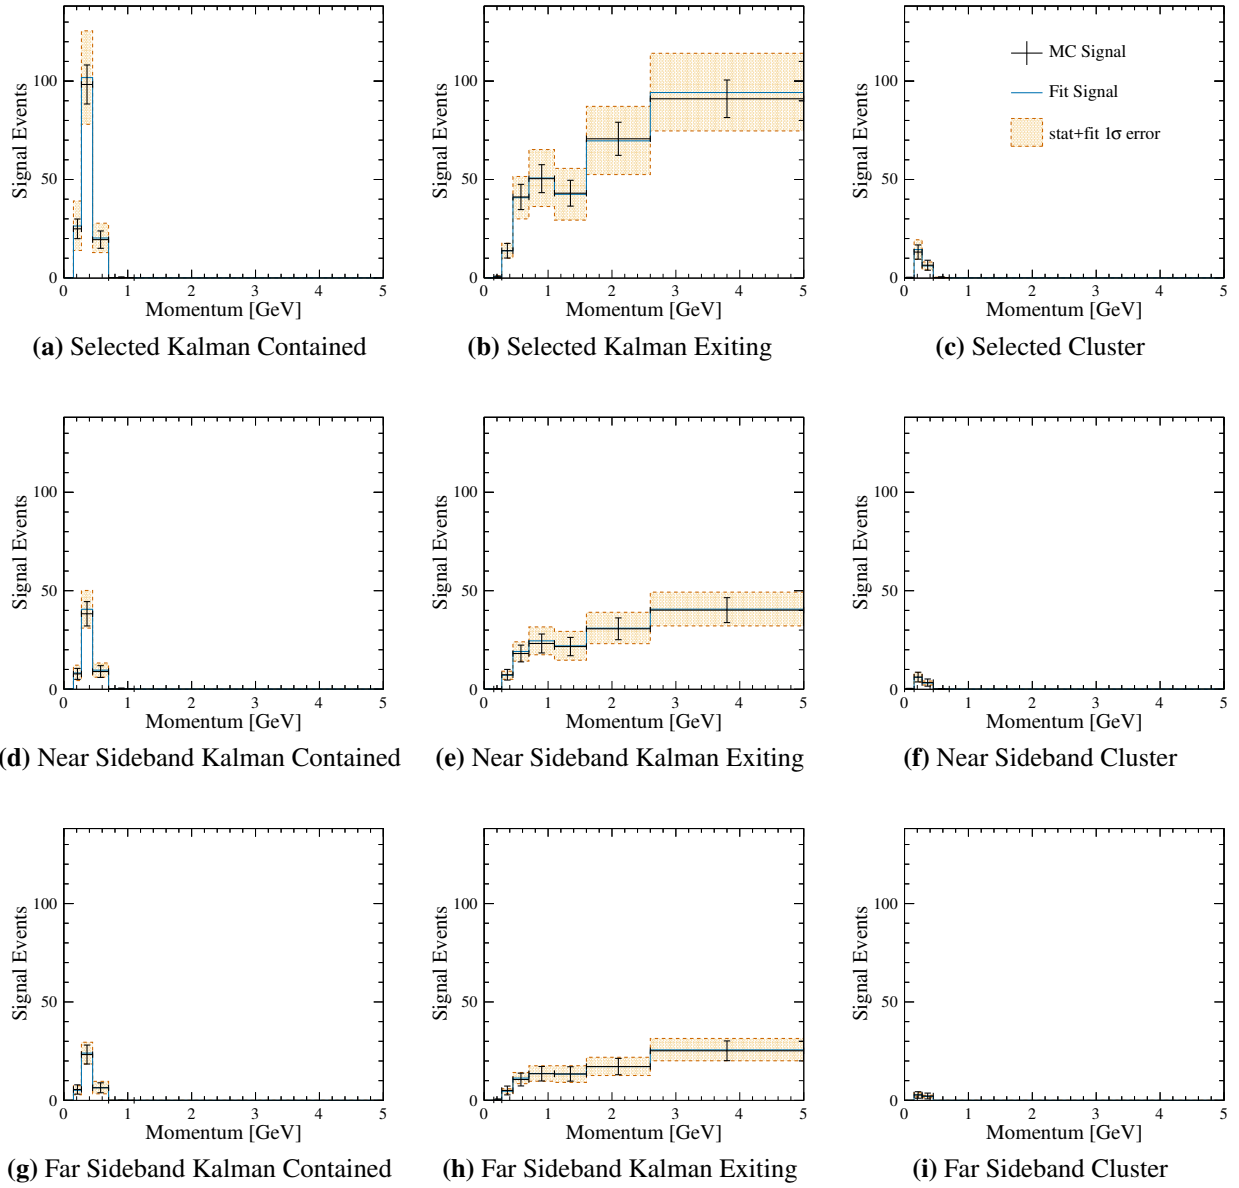 Signal Events
100
50
0
0 1 2 3 4 5
Momentum [GeV]
(a) Selected Kalman Contained
Signal Events
100
50
0
0 1 2 3 4 5
Momentum [GeV]
(b) Selected Kalman Exiting
Signal Events
100
50
0
MC Signal
Fit Signal
stat+fit 1σ error
0 1 2 3 4 5
Momentum [GeV]
(c) Selected Cluster
Signal Events
100
50
0
0 1 2 3 4 5
Momentum [GeV]
(d) Near Sideband Kalman Contained
Signal Events
100
50
0
0 1 2 3 4 5
Momentum [GeV]
(e) Near Sideband Kalman Exiting
Signal Events
100
50
0
0 1 2 3 4 5
Momentum [GeV]
(f) Near Sideband Cluster
Signal Events
100
50
0
0 1 2 3 4 5
Momentum [GeV]
(g) Far Sideband Kalman Contained
Signal Events
100
50
0
0 1 2 3 4 5
Momentum [GeV]
(h) Far Sideband Kalman Exiting
Signal Events
100
50
0
0 1 2 3 4 5
Momentum [GeV]
(i) Far Sideband Cluster